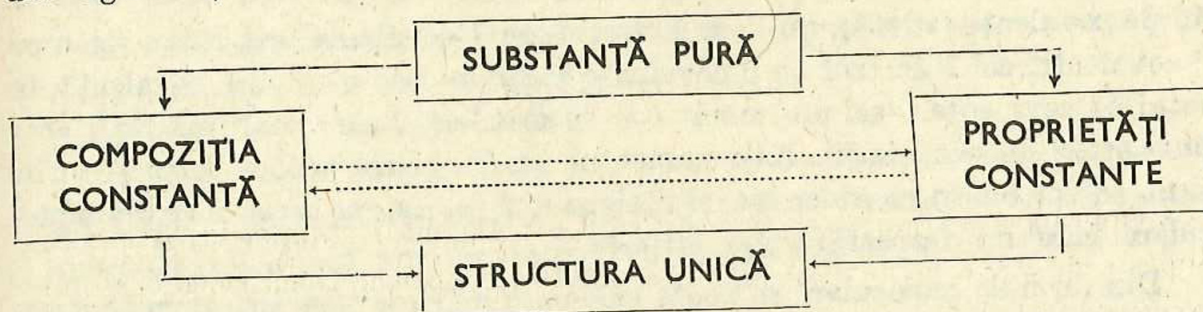 SUBSTANȚĂ PURĂ
COMPOZIȚIA
CONSTANTĂ
PROPRIETĂȚI
CONSTANTE
STRUCTURA UNICĂ